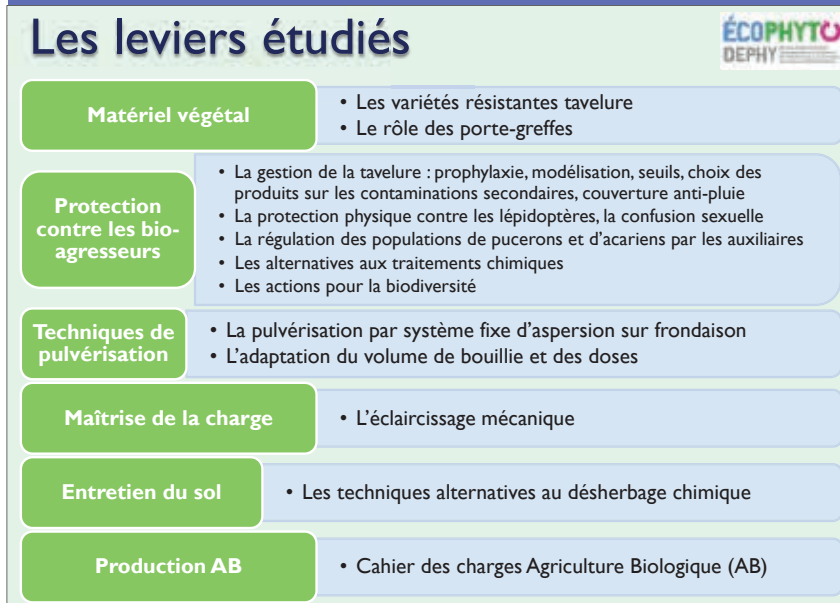 Les leviers étudiés
ÉCOPHYTO
DEPHY
Matériel végétal
• Les variétés résistantes tavelure
• Le rôle des porte-greffes
Protection
contre les bio-
agresseurs
• La gestion de la tavelure : prophylaxie, modélisation, seuils, choix des
produits sur les contaminations secondaires, couverture anti-pluie
• La protection physique contre les lépidoptères, la confusion sexuelle
• La régulation des populations de pucerons et d'acariens par les auxiliaires
• Les alternatives aux traitements chimiques
• Les actions pour la biodiversité
Techniques de
pulvérisation
• La pulvérisation par système fixe d'aspersion sur frondaison
• L'adaptation du volume de bouillie et des doses
Maîtrise de la charge
• L'éclaircissage mécanique
Entretien du sol
• Les techniques alternatives au désherbage chimique
Production AB
• Cahier des charges Agriculture Biologique (AB)